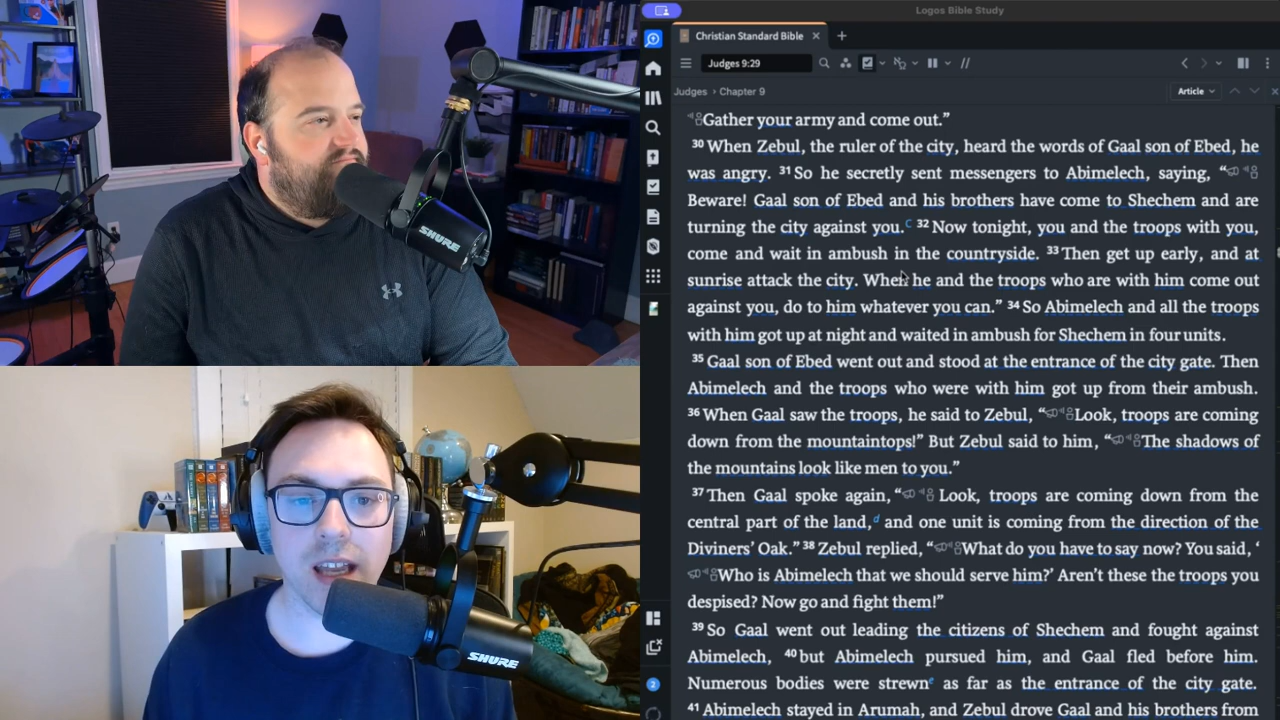 Logos Bible Study
Christian Standard Bible
Judges 9:29
Judges › Chapter 9
Article
Gather your army and come out.”
30 When Zebul, the ruler of the city, heard the words of Gaal son of Ebed, he
was angry. 31 So he secretly sent messengers to Abimelech, saying, “
Beware! Gaal son of Ebed and his brothers have come to Shechem and are
turning the city against you.c 32 Now tonight, you and the troops with you,
come and wait in ambush in the countryside. 33 Then get up early, and at
sunrise attack the city. When he and the troops who are with him come out
against you, do to him whatever you can.” 34 So Abimelech and all the troops
with him got up at night and waited in ambush for Shechem in four units.
35 Gaal son of Ebed went out and stood at the entrance of the city gate. Then
Abimelech and the troops who were with him got up from their ambush.
36 When Gaal saw the troops, he said to Zebul, “Look, troops are coming
down from the mountaintops!” But Zebul said to him, “The shadows of
the mountains look like men to you.”
37 Then Gaal spoke again, “Look, troops are coming down from the
central part of the land,d and one unit is coming from the direction of the
Diviners’ Oak.” 38 Zebul replied, “What do you have to say now? You said, ‘
Who is Abimelech that we should serve him?’ Aren’t these the troops you
despised? Now go and fight them!”
39 So Gaal went out leading the citizens of Shechem and fought against
Abimelech, 40 but Abimelech pursued him, and Gaal fled before him.
Numerous bodies were strewne as far as the entrance of the city gate.
41 Abimelech stayed in Arumah, and Zebul drove Gaal and his brothers from
2
SHURE
SHURE